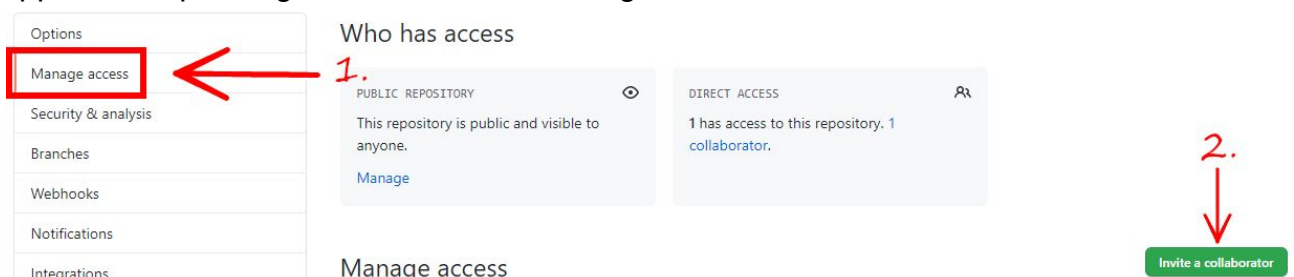 Options
Manage access
Security & analysis
Branches
Webhooks
Notifications
Integrations
1.
Who has access
PUBLIC REPOSITORY
This repository is public and visible to
anyone.
Manage
DIRECT ACCESS
1 has access to this repository. 1
collaborator.
2.
Manage access
Invite a collaborator